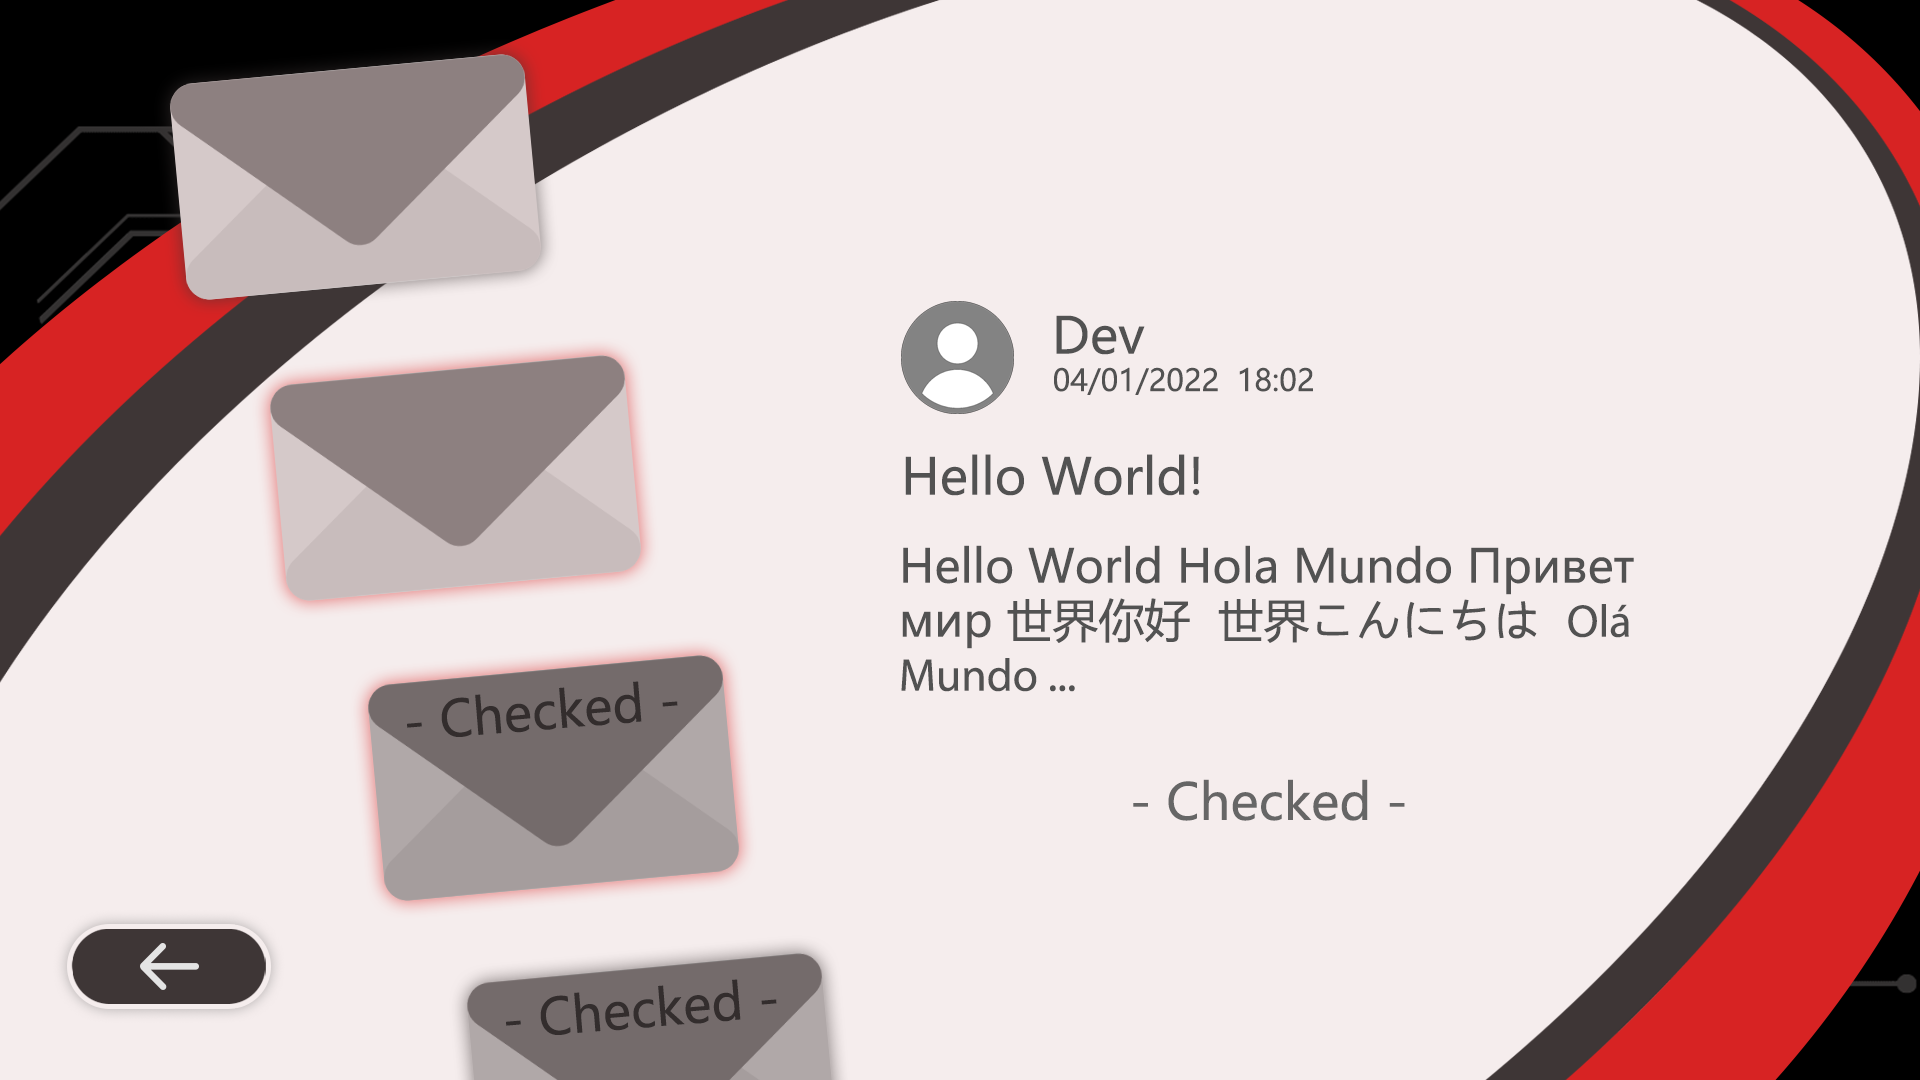 Dev
04/01/2022 18:02
Hello World!
Hello World Hola Mundo Привет
мир 世界你好 世界こんにちは Olá
Mundo ...
- Checked -
- Checked -
- Checked -